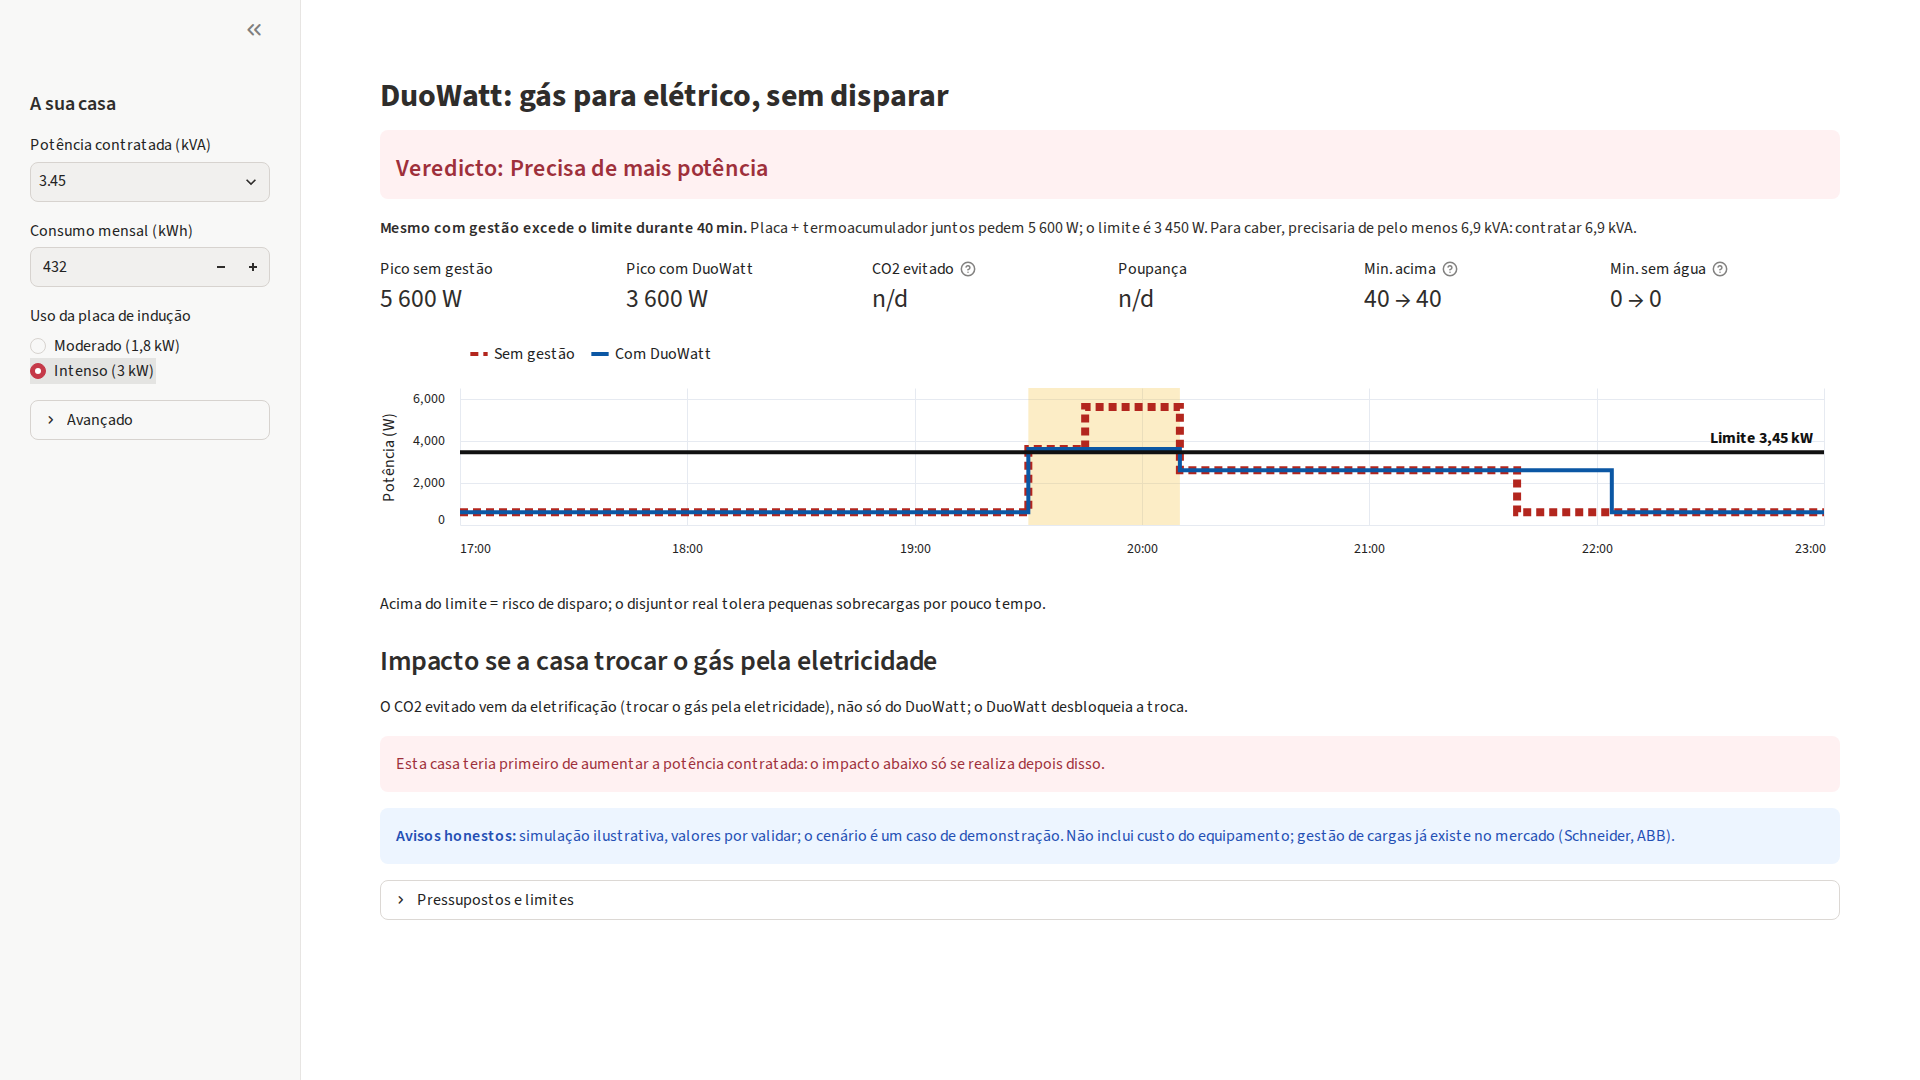 A sua casa
Potência contratada (kVA)
3.45
Consumo mensal (kWh)
432
Uso da placa de indução
Moderado (1,8 kW)
Intenso (3 kW)
Avançado
DuoWatt: gás para elétrico, sem disparar
Veredicto: Precisa de mais potência
Mesmo com gestão excede o limite durante 40 min. Placa + termoacumulador juntos pedem 5 600 W; o limite é 3 450 W. Para caber, precisaria de pelo menos 6,9 kVA: contratar 6,9 kVA.
Pico sem gestão
5 600 W
Pico com DuoWatt
3 600 W
CO2 evitado
n/d
Poupança
n/d
Min. acima
40 → 40
Min. sem água
0 → 0
Sem gestão
Com DuoWatt
Potência (W)
6,000
4,000
2,000
0
Limite 3,45 kW
17:00
18:00
19:00
20:00
21:00
22:00
23:00
Acima do limite = risco de disparo; o disjuntor real tolera pequenas sobrecargas por pouco tempo.
Impacto se a casa trocar o gás pela eletricidade
O CO2 evitado vem da eletrificação (trocar o gás pela eletricidade), não só do DuoWatt; o DuoWatt desbloqueia a troca.
Esta casa teria primeiro de aumentar a potência contratada: o impacto abaixo só se realiza depois disso.
Avisos honestos: simulação ilustrativa, valores por validar; o cenário é um caso de demonstração. Não inclui custo do equipamento; gestão de cargas já existe no mercado (Schneider, ABB).
Pressupostos e limites